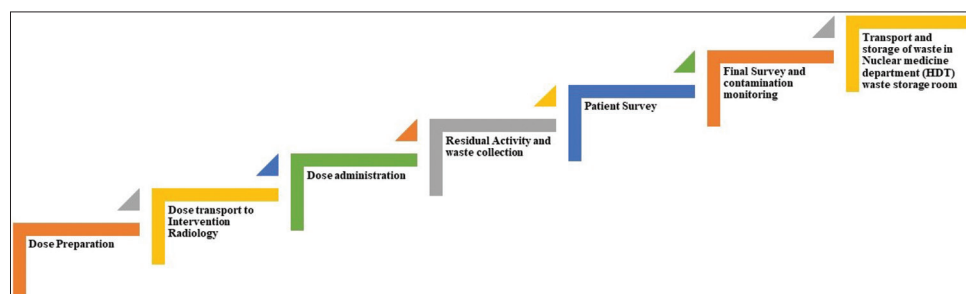 Dose Preparation
Dose transport to
Intervention
Radiology
Dose administration
Residual Activity and
waste collection
Patient Survey
Final Survey and
contamination
monitoring
Transport and
storage of waste in
Nuclear medicine
department (HDT)
waste storage room